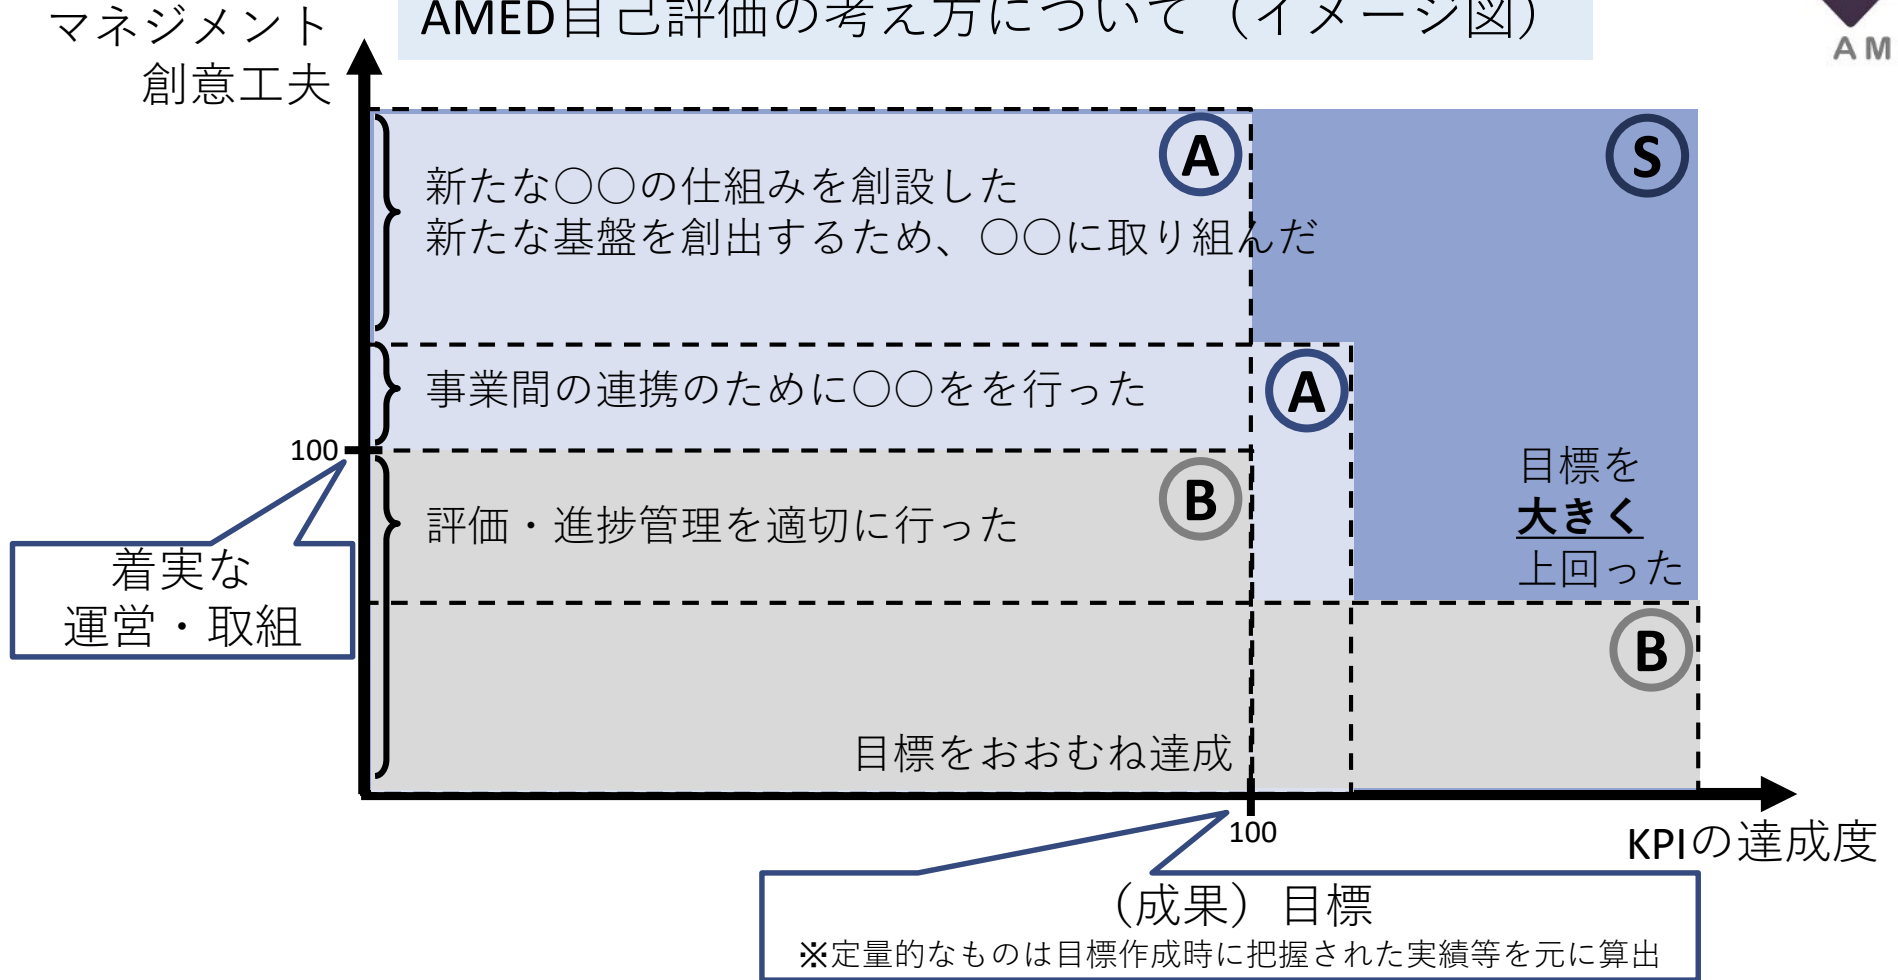 AMED自己評価の考え方について（イメージ図）
AM
マネジメント
創意工夫
A
S
新たな○○の仕組みを創設した
新たな基盤を創出するため、○○に取り組んだ
事業間の連携のために○○をを行った
A
100
B
目標を
大きく
上回った
評価・進捗管理を適切に行った
着実な
運営・取組
B
目標をおおむね達成
100
KPIの達成度
（成果）目標
※定量的なものは目標作成時に把握された実績等を元に算出